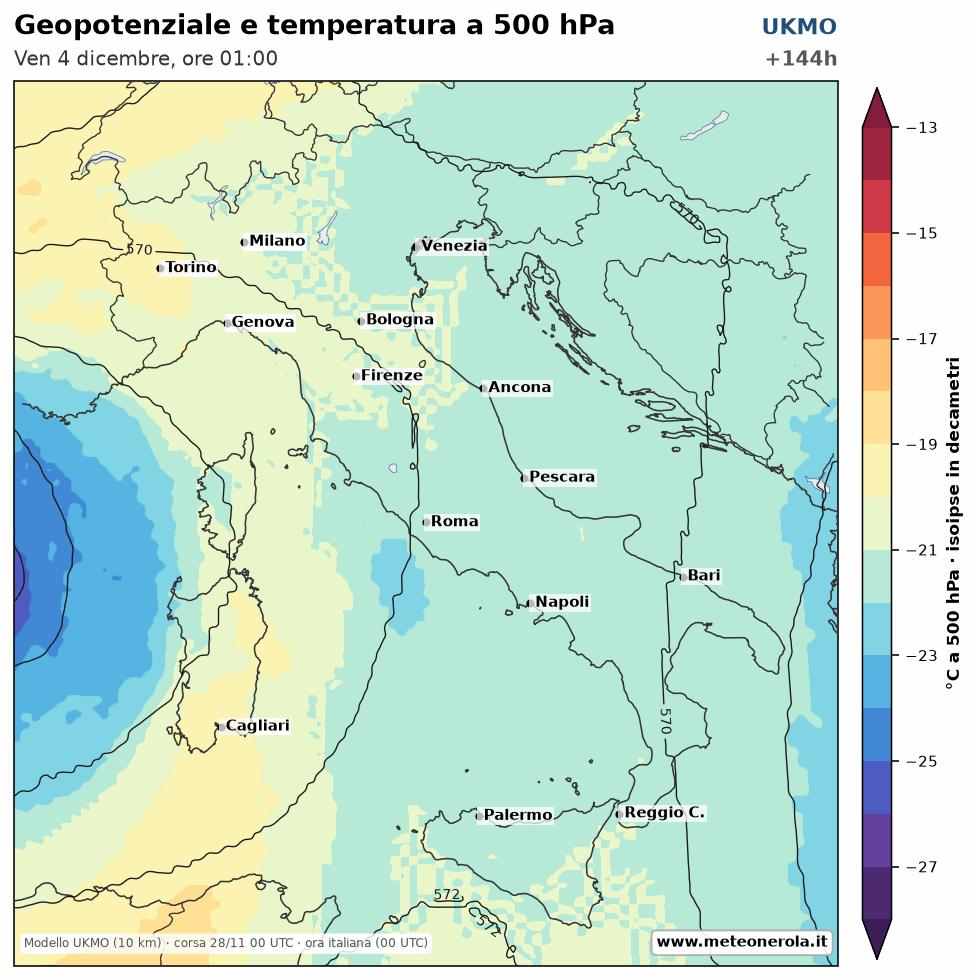 Geopotenziale e temperatura a 500 hPa
UKMO
Ven 4 dicembre, ore 01:00
+144h
570
570
Milano
Venezia
Torino
Genova
Bologna
Firenze
Ancona
Pescara
Roma
Bari
Napoli
570
Cagliari
Palermo
Reggio C.
572
572
Modello UKMO (10 km) · corsa 28/11 00 UTC · ora italiana (00 UTC)
www.meteonerola.it
−13
−15
−17
−19
−21
−23
−25
−27
°C a 500 hPa · isoipse in decametri